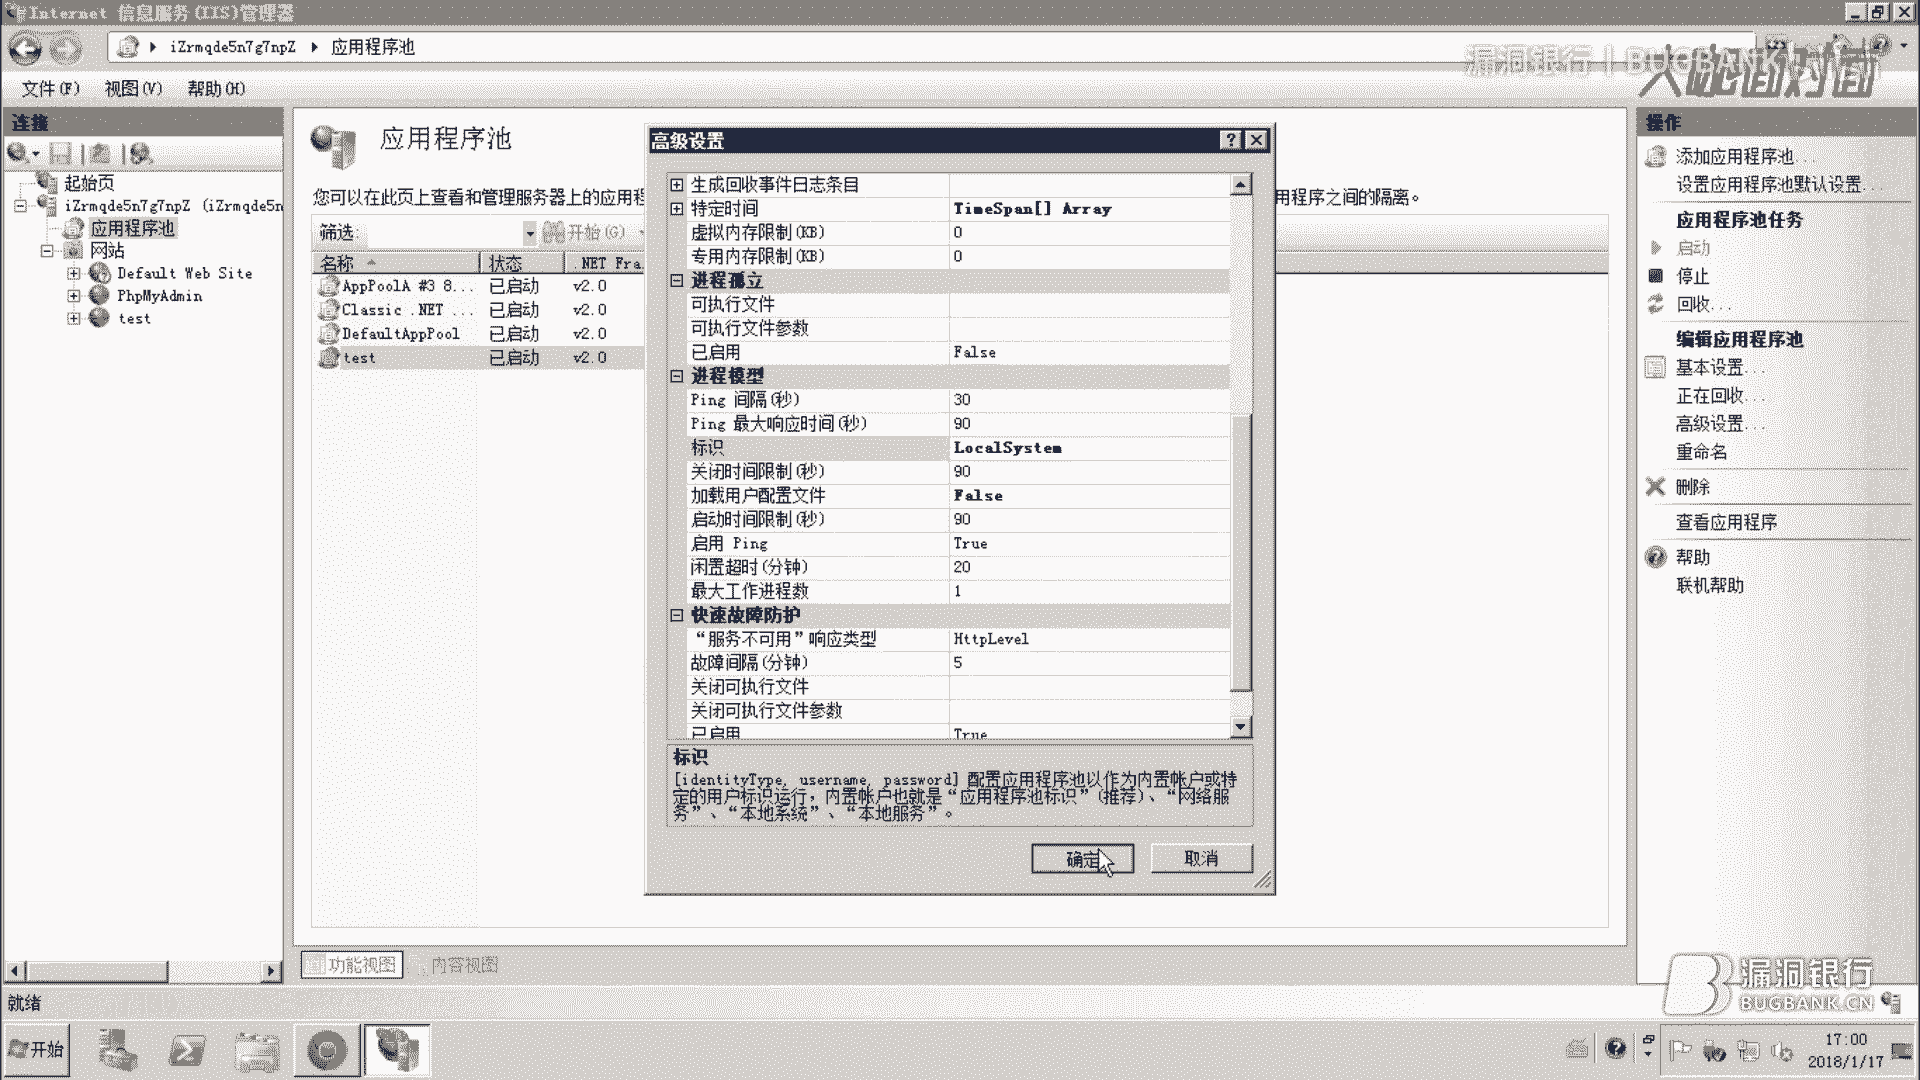 Internet 信息服务(IIS)管理器
iZrmqde5n7g7npZ
应用程序池
漏洞银行 | BUGBANK
大咖面对面
文件(F) 视图(V) 帮助(H)
连接
起始页
iZrmqde5n7g7npZ (iZrmqde5n
应用程序池
网站
Default Web Site
PhpMyAdmin
test
应用程序池
您可以在此页上查看和管理服务器上的应用程
用程序之间的隔离。
筛选:
开始(G)
名称 状态 .NET Fra
AppPoolA #3 8... 已启动 v2.0
Classic .NET ... 已启动 v2.0
DefaultAppPool 已启动 v2.0
test 已启动 v2.0
高级设置
生成回收事件日志条目
特定时间 TimeSpan[] Array
虚拟内存限制(KB) 0
专用内存限制(KB) 0
进程孤立
可执行文件
可执行文件参数
已启用 False
进程模型
Ping 间隔(秒) 30
Ping 最大响应时间(秒) 90
标识 LocalSystem
关闭时间限制(秒) 90
加载用户配置文件 False
启动时间限制(秒) 90
启用 Ping True
闲置超时(分钟) 20
最大工作进程数 1
快速故障防护
“服务不可用”响应类型 HttpLevel
故障间隔(分钟) 5
关闭可执行文件
关闭可执行文件参数
已启用 True
标识
[identityType, username, password] 配置应用程序池以作为内置帐户或特
定的用户标识运行，内置帐户也就是“应用程序池标识”(推荐)、“网络服
务”、“本地系统”、“本地服务”。
确定 取消
操作
添加应用程序池...
设置应用程序池默认设置...
应用程序池任务
启动
停止
回收...
编辑应用程序池
基本设置...
正在回收...
高级设置...
重命名
删除
查看应用程序
帮助
联机帮助
功能视图 内容视图
就绪
漏洞银行
BUGBANK.CN
开始
17:00
2018/1/17